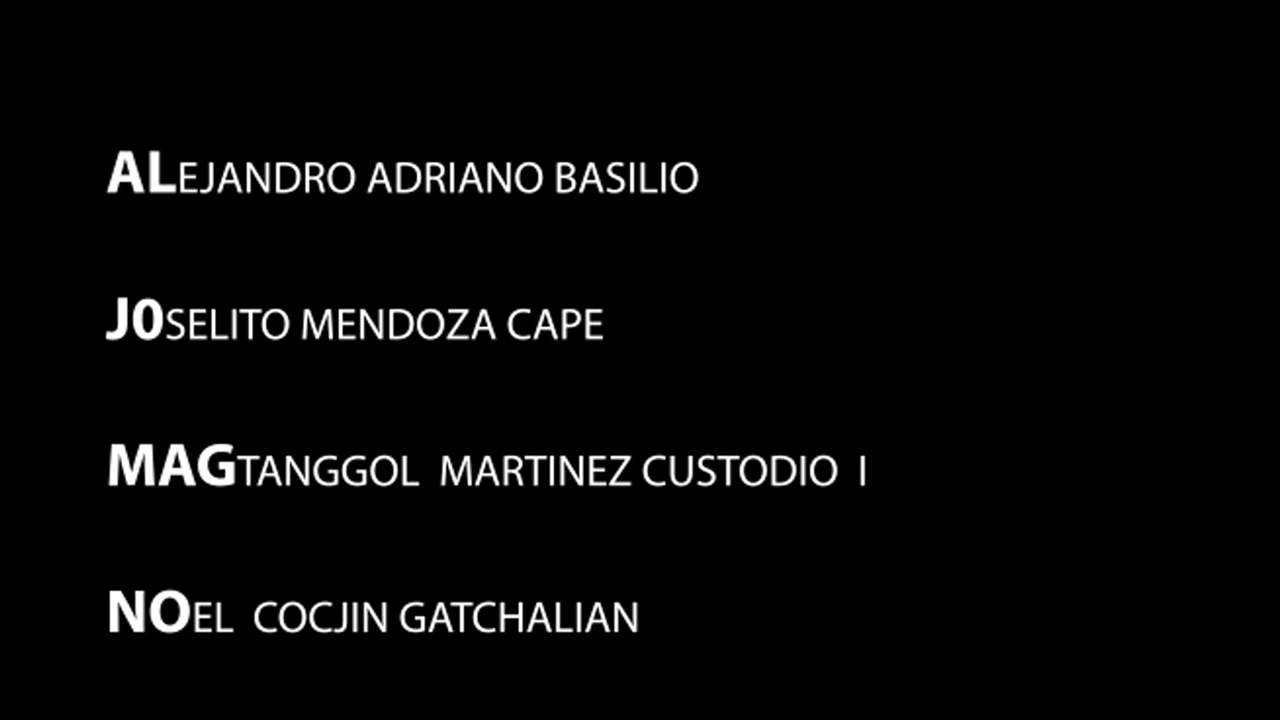 ALEJANDRO ADRIANO BASILIO
J0SELITO MENDOZA CAPE
MAGTANGGOL MARTINEZ CUSTODIO I
NOEL COCJIN GATCHALIAN